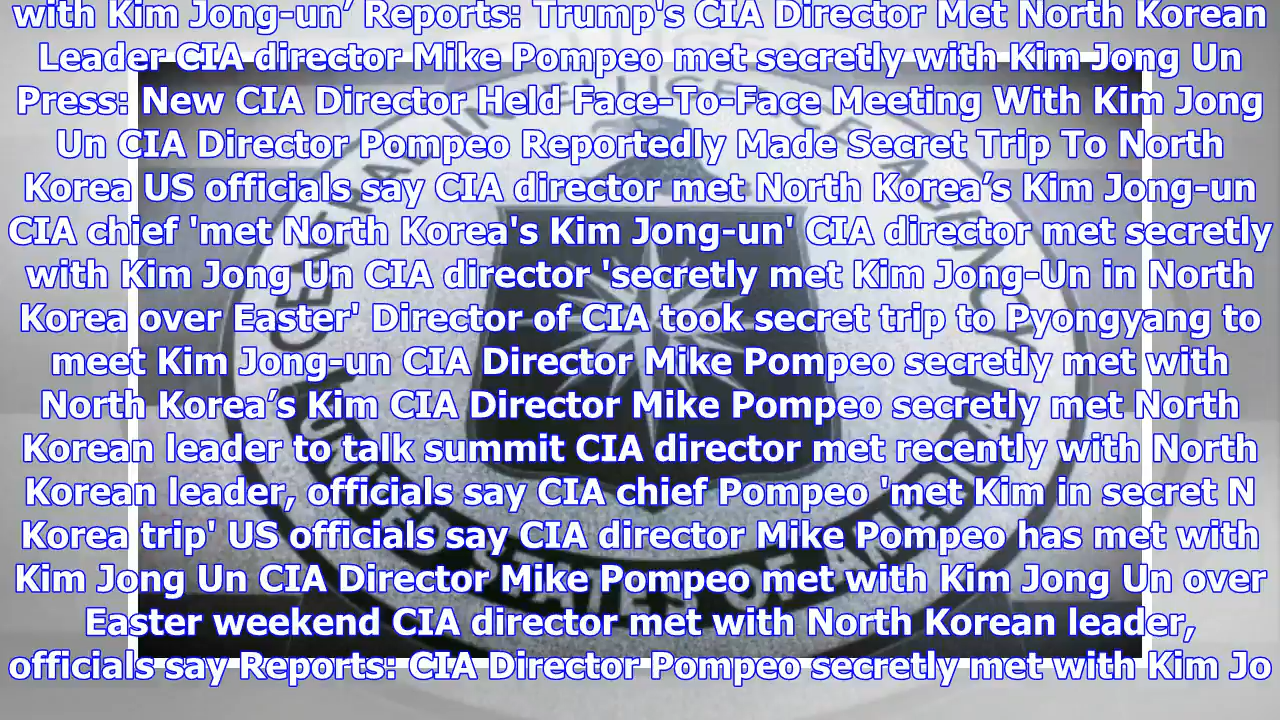 with Kim Jong-un’ Reports: Trump's CIA Director Met North Korean
Leader CIA director Mike Pompeo met secretly with Kim Jong Un
Press: New CIA Director Held Face-To-Face Meeting With Kim Jong
Un CIA Director Pompeo Reportedly Made Secret Trip To North
Korea US officials say CIA director met North Korea’s Kim Jong-un
CIA chief 'met North Korea's Kim Jong-un' CIA director met secretly
with Kim Jong Un CIA director 'secretly met Kim Jong-Un in North
Korea over Easter' Director of CIA took secret trip to Pyongyang to
meet Kim Jong-un CIA Director Mike Pompeo secretly met with
North Korea’s Kim CIA Director Mike Pompeo secretly met North
Korean leader to talk summit CIA director met recently with North
Korean leader, officials say CIA chief Pompeo 'met Kim in secret N
Korea trip' US officials say CIA director Mike Pompeo has met with
Kim Jong Un CIA Director Mike Pompeo met with Kim Jong Un over
Easter weekend CIA director met with North Korean leader,
officials say Reports: CIA Director Pompeo secretly met with Kim Jo
CENTRAL INTELLIGENCE AGENCY
UNITED STATES OF AMERICA